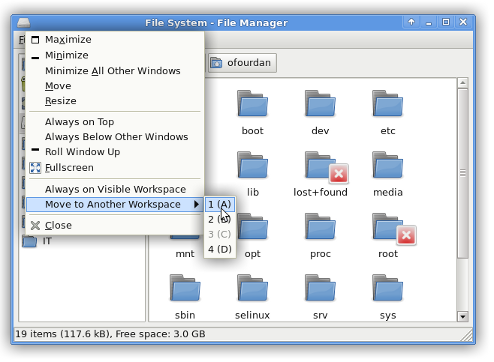 File System - File Manager
Maximize
Minimize
Minimize All Other Windows
Move
Resize
Always on Top
Always Below Other Windows
Roll Window Up
Fullscreen
Always on Visible Workspace
Move to Another Workspace
Close
1 (A)
2 (B)
3 (C)
4 (D)
ofourdan
boot
dev
etc
lib
lost+found
media
mnt
opt
proc
root
sbin
selinux
srv
sys
IT
19 items (117.6 kB), Free space: 3.0 GB